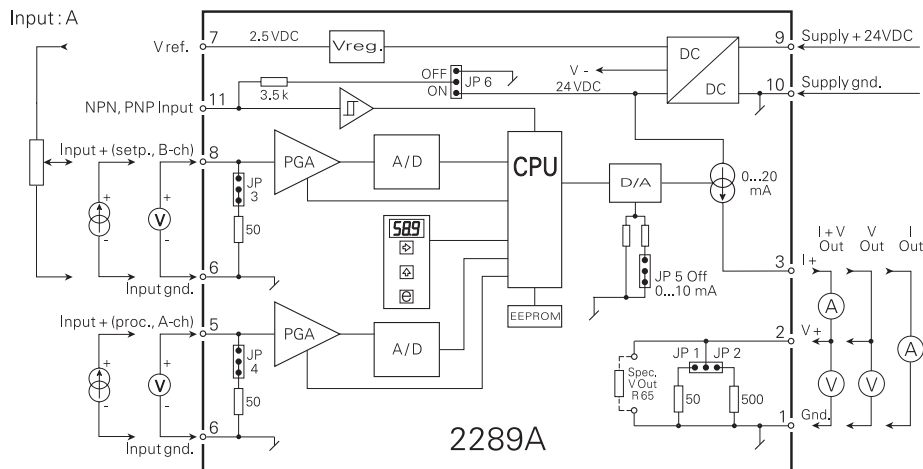 Input : A
V ref.
7
2.5 VDC
Vreg.
9
Supply + 24VDC
OFF
ON
JP 6
V -
24 VDC
DC
DC
10
Supply gnd.
NPN, PNP Input
11
3.5 k
Input + (setp., B-ch)
8
PGA
A/D
CPU
D/A
0...20
mA
+
-
+
V
-
JP
3
50
58.9
e
6
Input gnd.
JP 5 Off
0...10 mA
3
I +
I + V
Out
V
Out
I
Out
A
A
V
V
EEPROM
Input + (proc., A-ch)
5
PGA
A/D
+
-
+
V
-
JP
4
50
6
Input gnd.
Spec.
V Out
R 65
JP 1
JP 2
50
500
2
V +
1
Gnd.
2289A